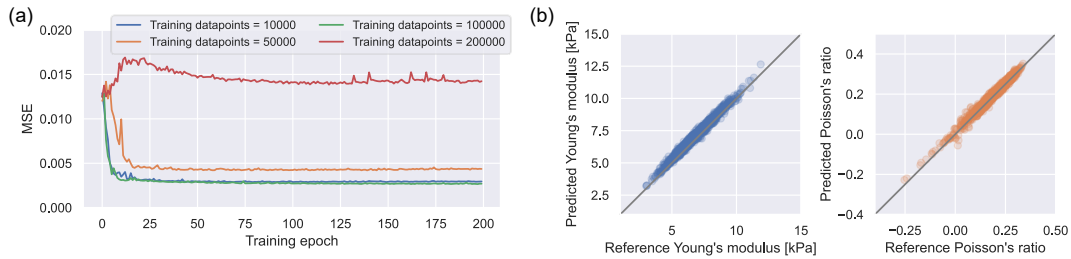 (a)
Training datapoints = 10000
Training datapoints = 50000
Training datapoints = 100000
Training datapoints = 200000
MSE
0.020
0.015
0.010
0.005
0.000
0 25 50 75 100 125 150 175 200
Training epoch
(b)
Predicted Young's modulus [kPa]
15.0
12.5
10.0
7.5
5.0
2.5
5 10 15
Reference Young's modulus [kPa]
Predicted Poisson's ratio
0.4
0.2
0.0
−0.2
−0.4
−0.25 0.00 0.25 0.50
Reference Poisson's ratio